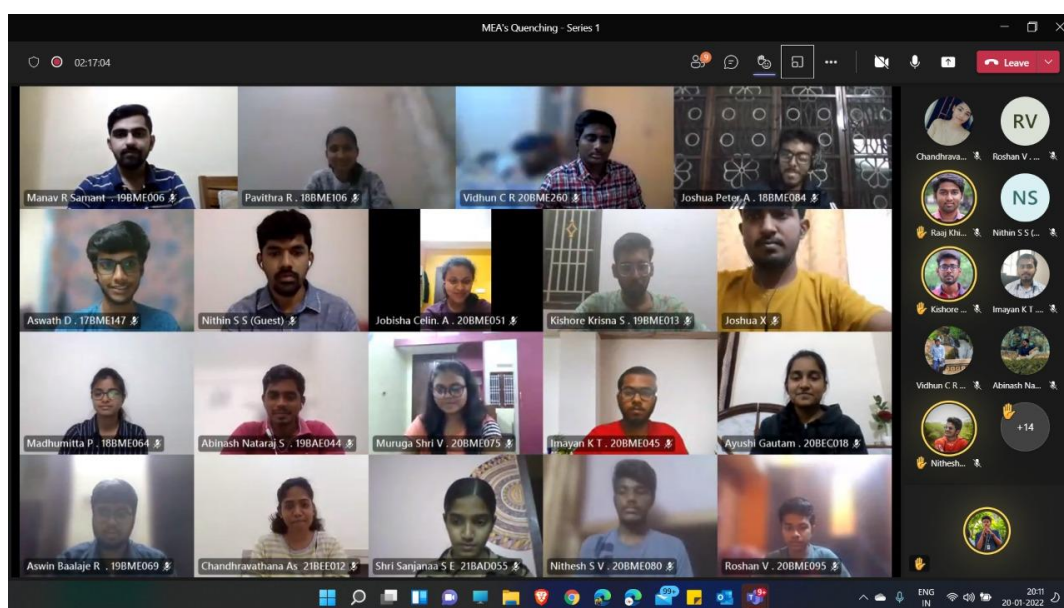 MEA's Quenching - Series 1
02:17:04
9
Leave
Manav R Samant . 19BME006
Pavithra R . 18BME106
Vidhun C R 20BME260
Joshua Peter A . 18BME084
Aswath D . 17BME147
Nithin S S (Guest)
Jobisha Celin. A . 20BME051
Kishore Krisna S . 19BME013
Joshua X
Madhumitta P . 18BME064
Abinash Nataraj S . 19BAE044
Muruga Shri V . 20BME075
Imayan K T . 20BME045
Ayushi Gautam . 20BEC018
Aswin Baalaje R . 19BME069
Chandhravathana As 21BEE012
Shri Sanjanaa S E 21BAD055
Nithesh S V . 20BME080
Roshan V . 20BME095
RV
Chandhrava...
Roshan V . ...
NS
Raaj Khi...
Nithin S S (...
Kishore ...
Imayan K T ...
Vidhun C R ...
Abinash Na...
+14
Nithesh...
99+
9+
ENG
IN
20:11
20-01-2022